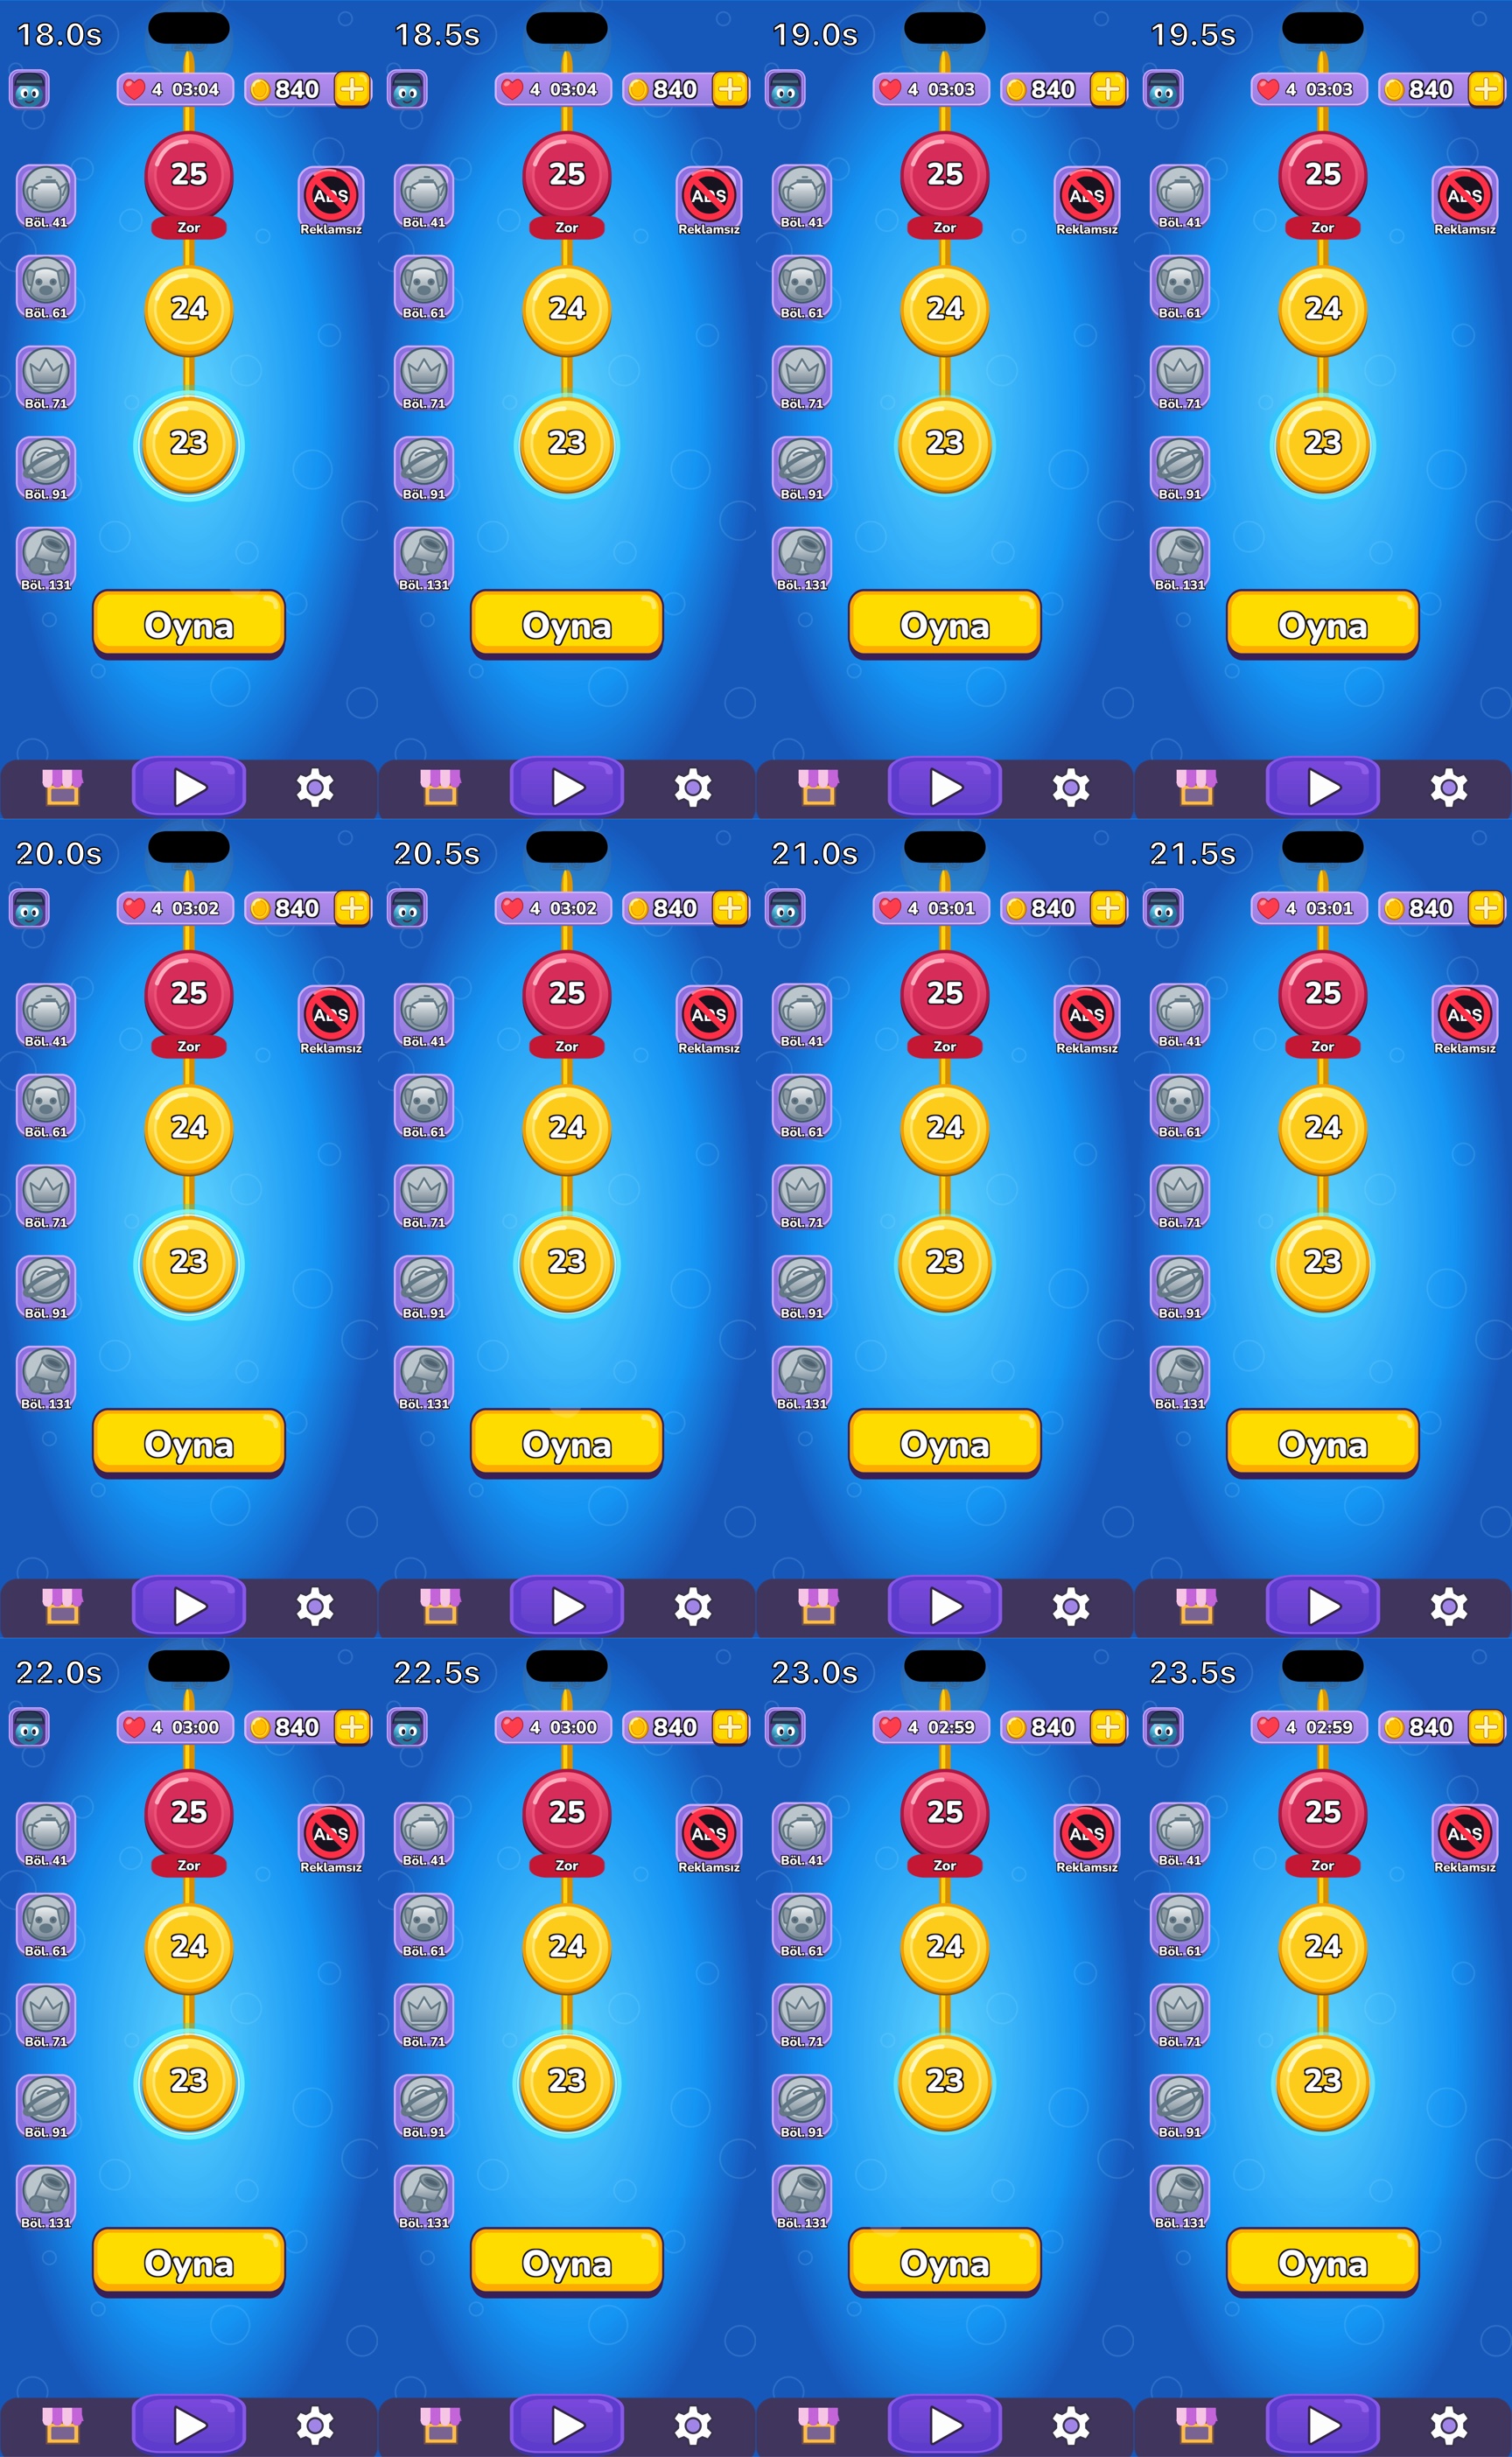 18.0s
4 03:04
840
25
ADS
Böl. 41
Zor
Reklamsız
24
Böl. 61
Böl. 71
23
Böl. 91
Böl. 131
Oyna
18.5s
4 03:04
840
25
ADS
Böl. 41
Zor
Reklamsız
24
Böl. 61
Böl. 71
23
Böl. 91
Böl. 131
Oyna
19.0s
4 03:03
840
25
ADS
Böl. 41
Zor
Reklamsız
24
Böl. 61
Böl. 71
23
Böl. 91
Böl. 131
Oyna
19.5s
4 03:03
840
25
ADS
Böl. 41
Zor
Reklamsız
24
Böl. 61
Böl. 71
23
Böl. 91
Böl. 131
Oyna
20.0s
4 03:02
840
25
ADS
Böl. 41
Zor
Reklamsız
24
Böl. 61
Böl. 71
23
Böl. 91
Böl. 131
Oyna
20.5s
4 03:02
840
25
ADS
Böl. 41
Zor
Reklamsız
24
Böl. 61
Böl. 71
23
Böl. 91
Böl. 131
Oyna
21.0s
4 03:01
840
25
ADS
Böl. 41
Zor
Reklamsız
24
Böl. 61
Böl. 71
23
Böl. 91
Böl. 131
Oyna
21.5s
4 03:01
840
25
ADS
Böl. 41
Zor
Reklamsız
24
Böl. 61
Böl. 71
23
Böl. 91
Böl. 131
Oyna
22.0s
4 03:00
840
25
ADS
Böl. 41
Zor
Reklamsız
24
Böl. 61
Böl. 71
23
Böl. 91
Böl. 131
Oyna
22.5s
4 03:00
840
25
ADS
Böl. 41
Zor
Reklamsız
24
Böl. 61
Böl. 71
23
Böl. 91
Böl. 131
Oyna
23.0s
4 02:59
840
25
ADS
Böl. 41
Zor
Reklamsız
24
Böl. 61
Böl. 71
23
Böl. 91
Böl. 131
Oyna
23.5s
4 02:59
840
25
ADS
Böl. 41
Zor
Reklamsız
24
Böl. 61
Böl. 71
23
Böl. 91
Böl. 131
Oyna